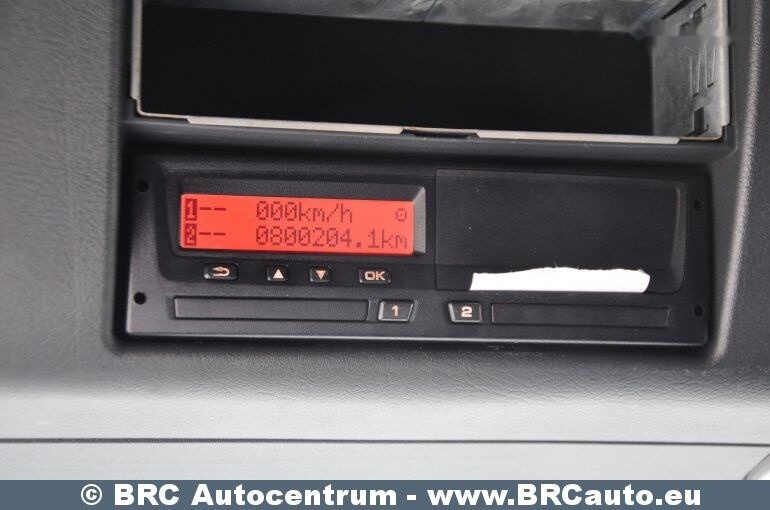 1-- 000km/h
2-- 0800204.1km
OK
1 2
© BRC Autocentrum - www.BRCauto.eu